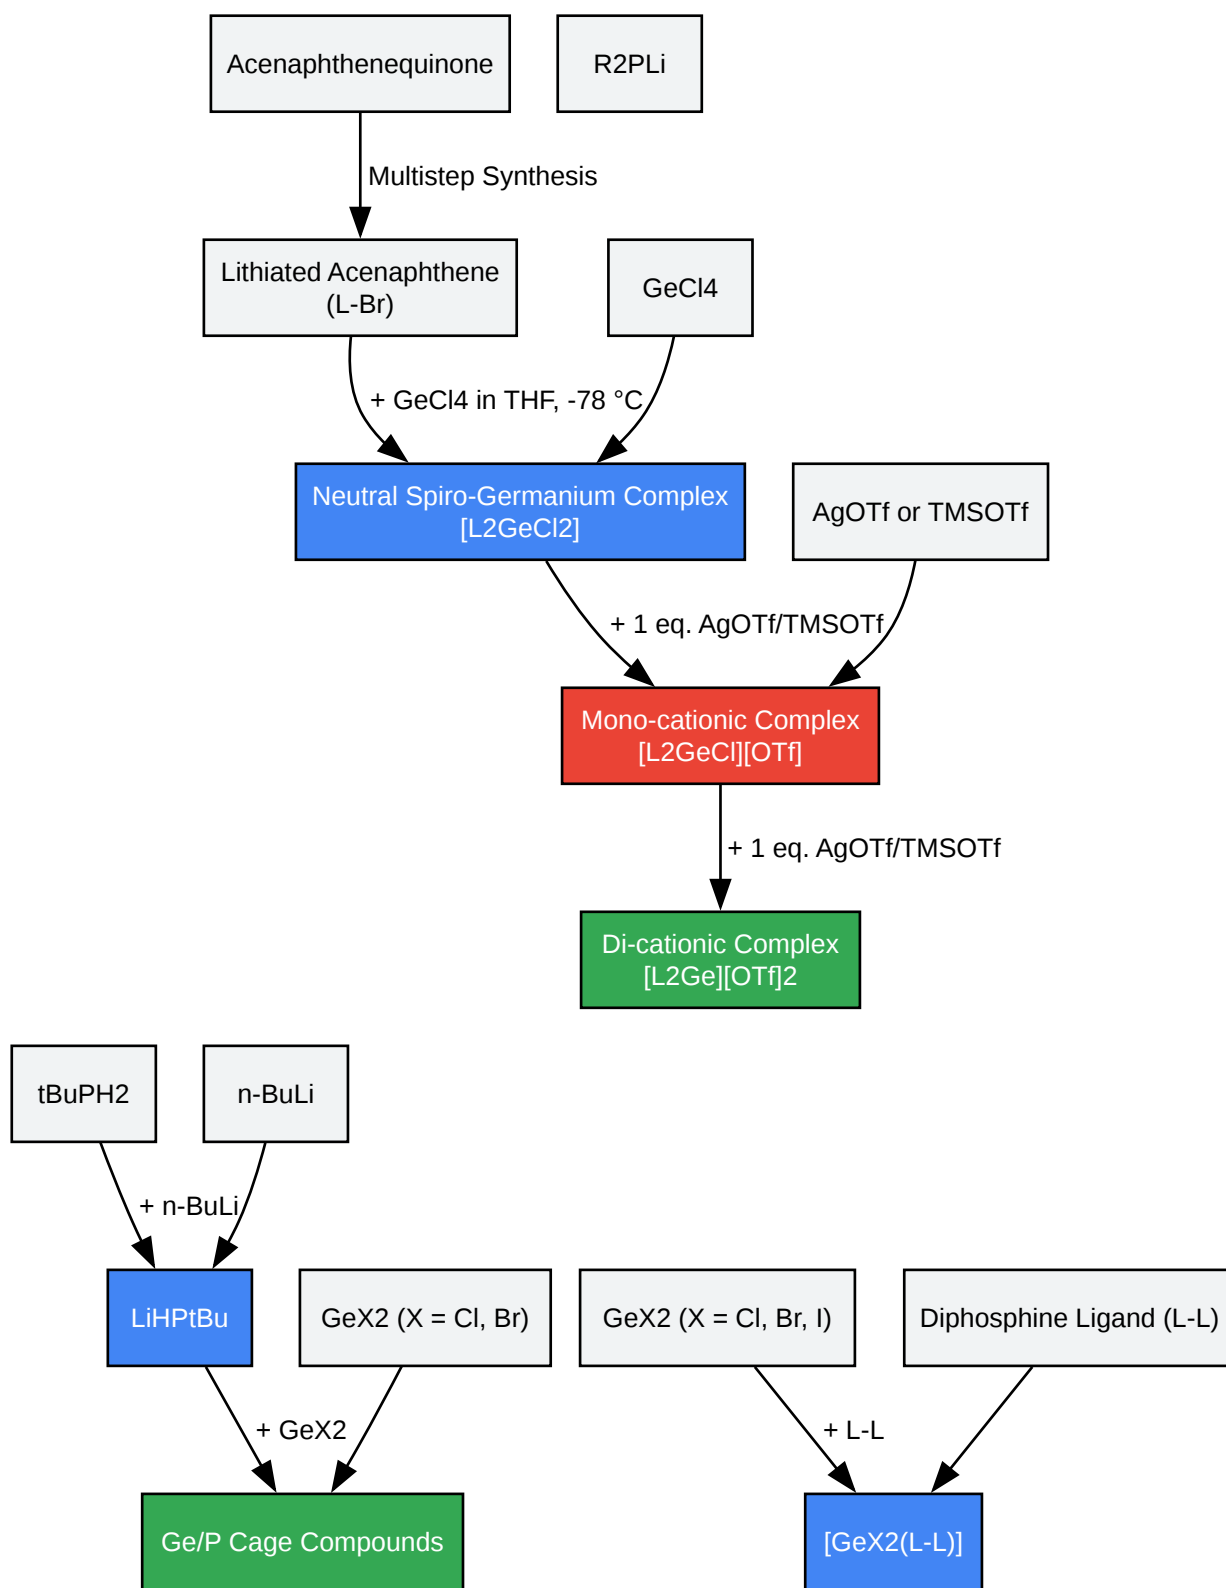 Acenaphthenequinone
R2PLi
Multistep Synthesis
Lithiated Acenaphthene
(L-Br)
GeCl4
+ GeCl4 in THF, -78 °C
Neutral Spiro-Germanium Complex
[L2GeCl2]
AgOTf or TMSOTf
+ 1 eq. AgOTf/TMSOTf
Mono-cationic Complex
[L2GeCl][OTf]
+ 1 eq. AgOTf/TMSOTf
Di-cationic Complex
[L2Ge][OTf]2
tBuPH2
n-BuLi
+ n-BuLi
LiHPtBu
GeX2 (X = Cl, Br)
GeX2 (X = Cl, Br, I)
Diphosphine Ligand (L-L)
+ GeX2
+ L-L
Ge/P Cage Compounds
[GeX2(L-L)]